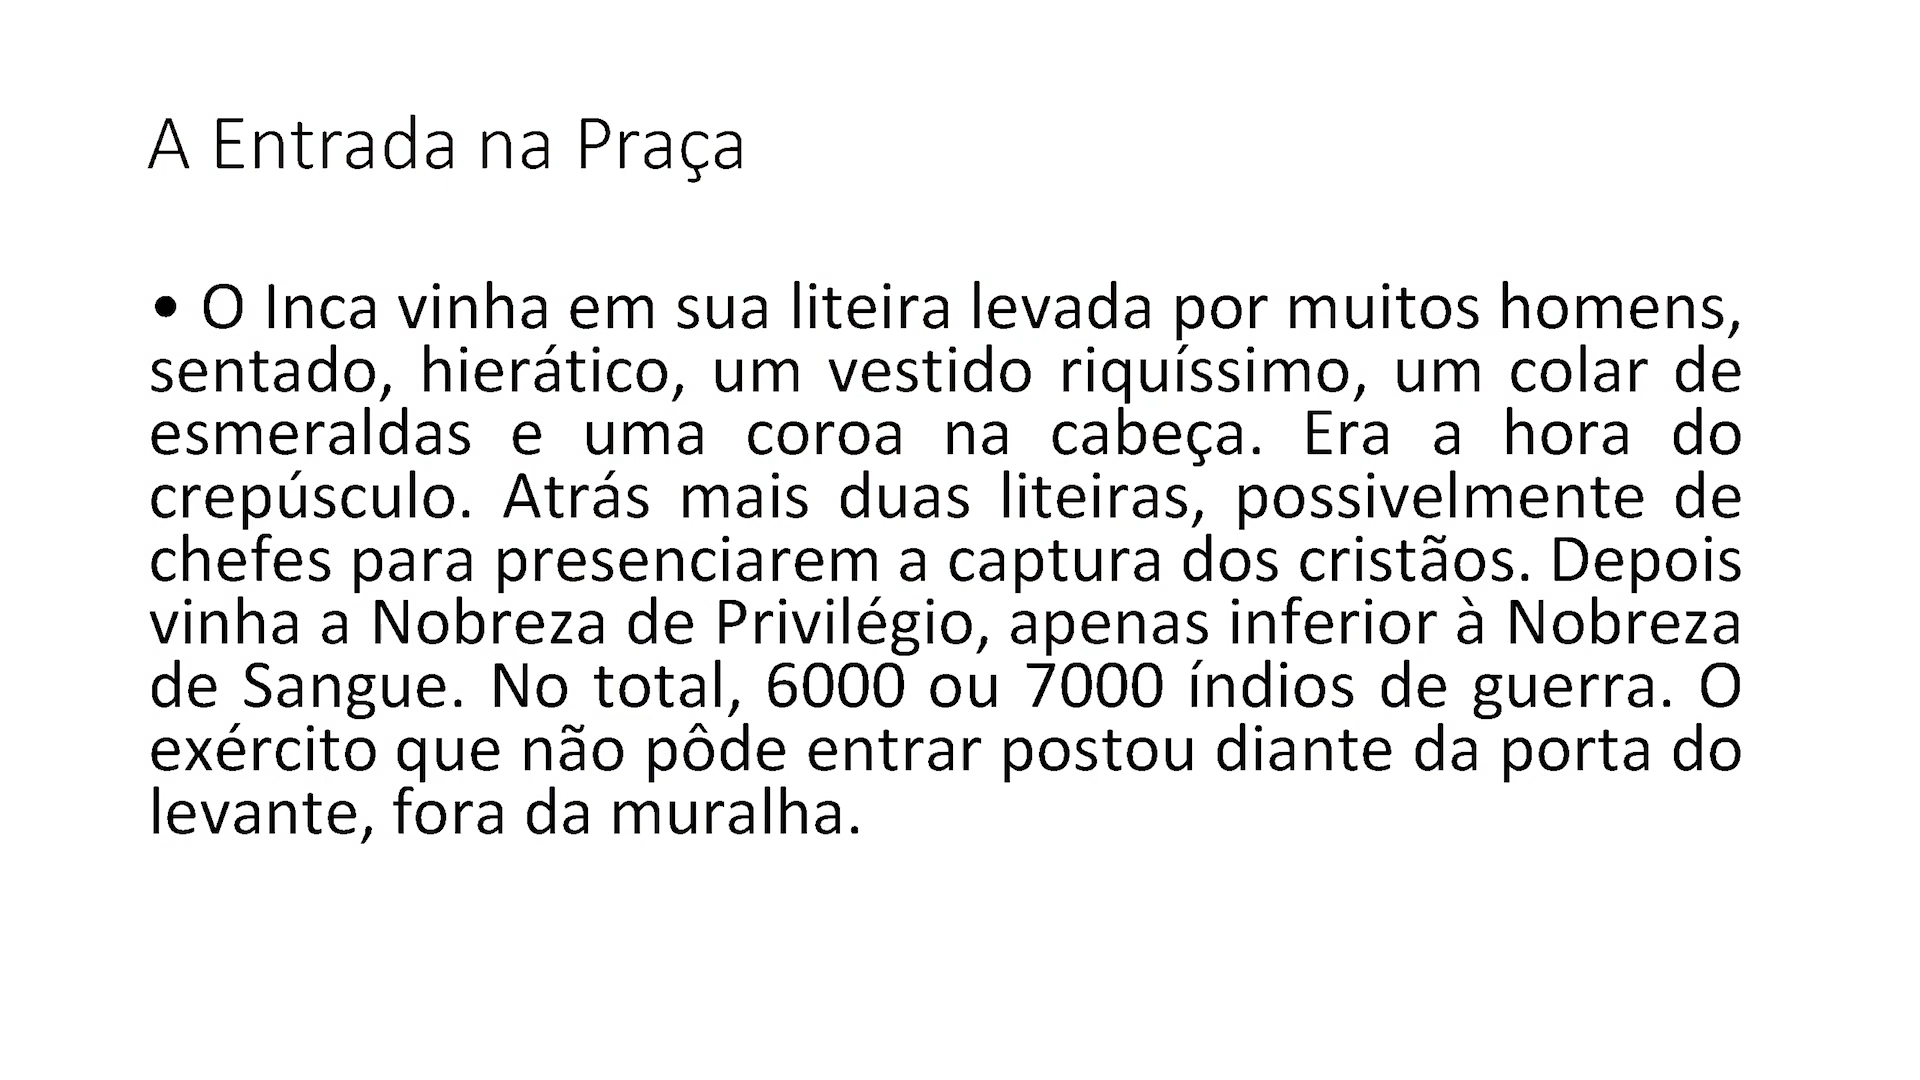 A Entrada na Praça
• O Inca vinha em sua liteira levada por muitos homens,
sentado, hierático, um vestido riquíssimo, um colar de
esmeraldas e uma coroa na cabeça. Era a hora do
crepúsculo. Atrás mais duas liteiras, possivelmente de
chefes para presenciarem a captura dos cristãos. Depois
vinha a Nobreza de Privilégio, apenas inferior à Nobreza
de Sangue. No total, 6000 ou 7000 índios de guerra. O
exército que não pôde entrar postou diante da porta do
levante, fora da muralha.